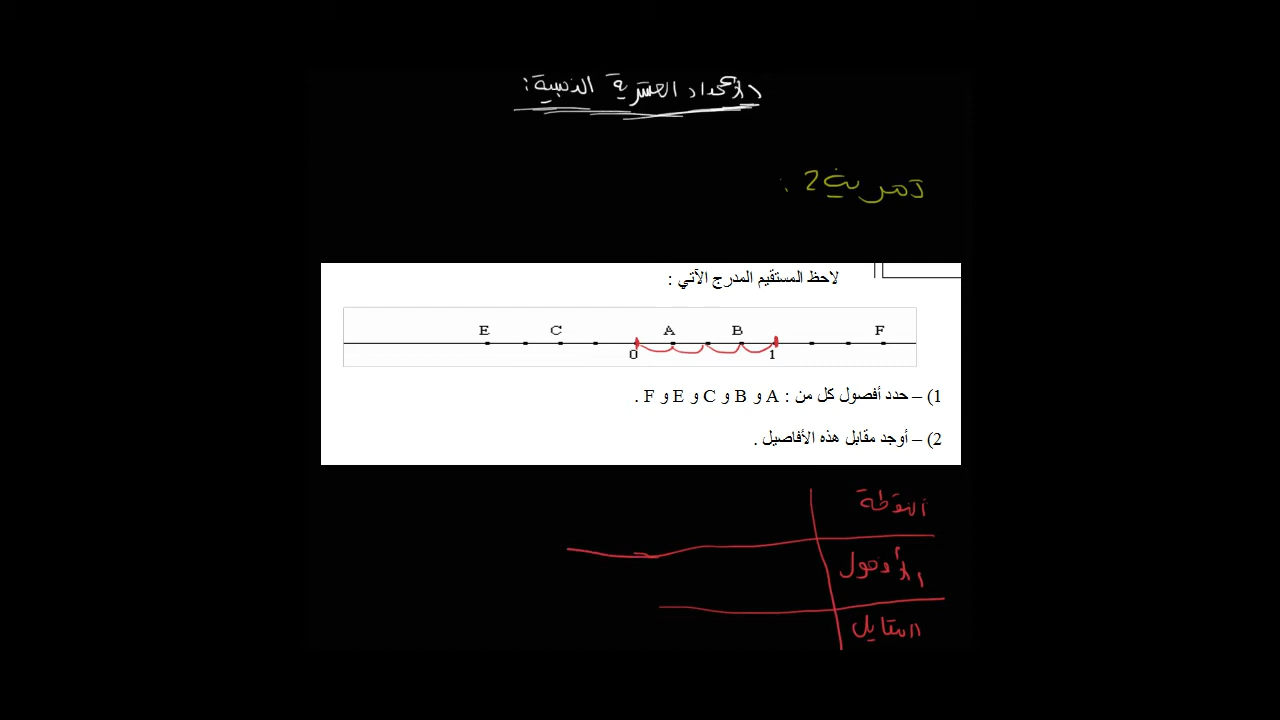 الأعداد العشرية النسبية :
تمرين 2 :
لاحظ المستقيم المدرج الآتي :
E C A B F
0 1
1) – حدد أفصول كل من : A و B و C و E و F .
2) – أوجد مقابل هذه الأفاصيل .
النقطة
الأفصول
المقابل